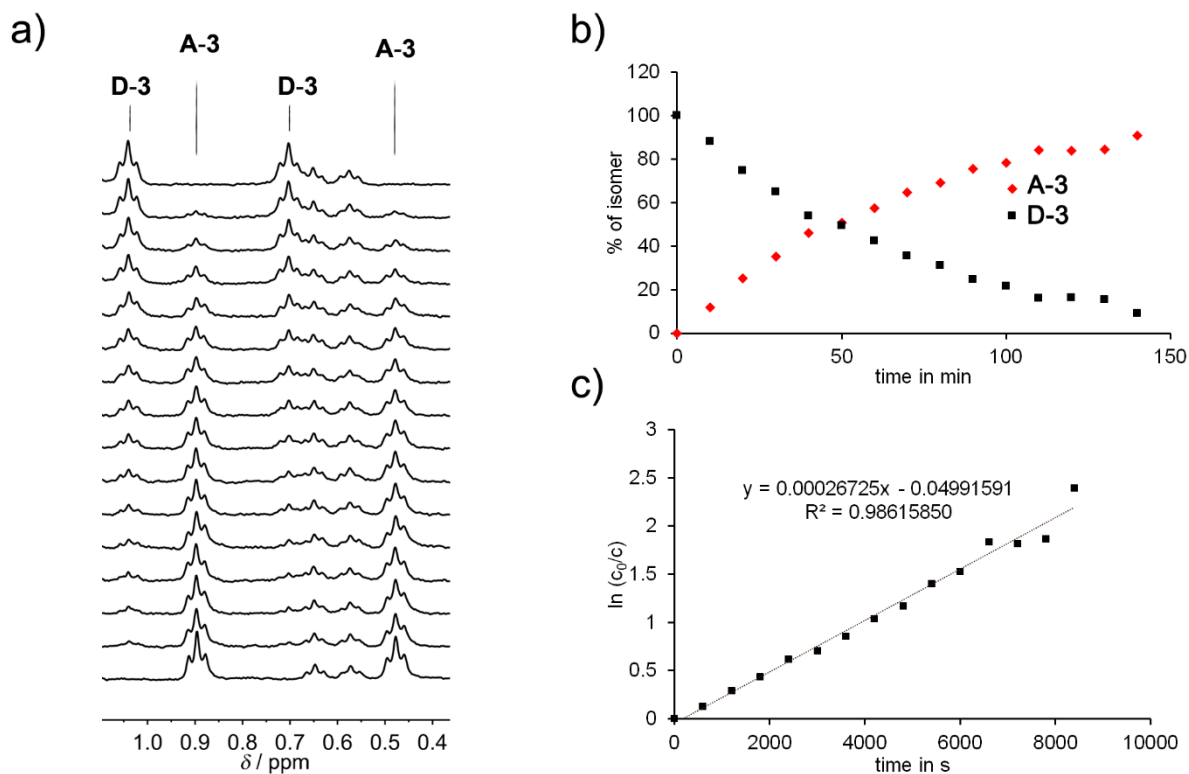 a)
A-3
A-3
D-3
D-3
1.0 0.9 0.8 0.7 0.6 0.5 0.4
δ / ppm
b)
100
80
60
40
20
0
% of isomer
A-3
D-3
0 50 100 150
time in min
c)
3
2.5
2
1.5
1
0.5
0
ln (c₀/c)
y = 0.00026725x - 0.04991591
R² = 0.98615850
0 2000 4000 6000 8000 10000
time in s